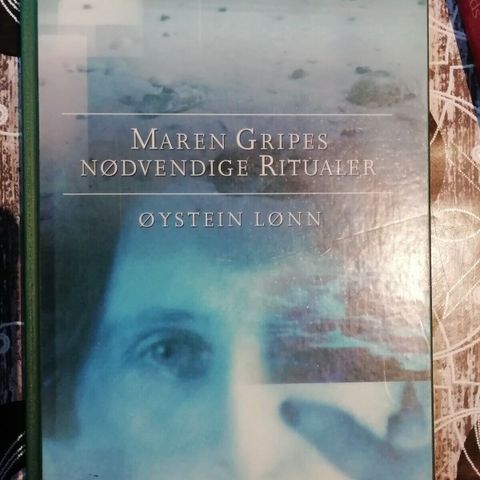 MAREN GRIPES
NØDVENDIGE RITUALER
ØYSTEIN LØNN